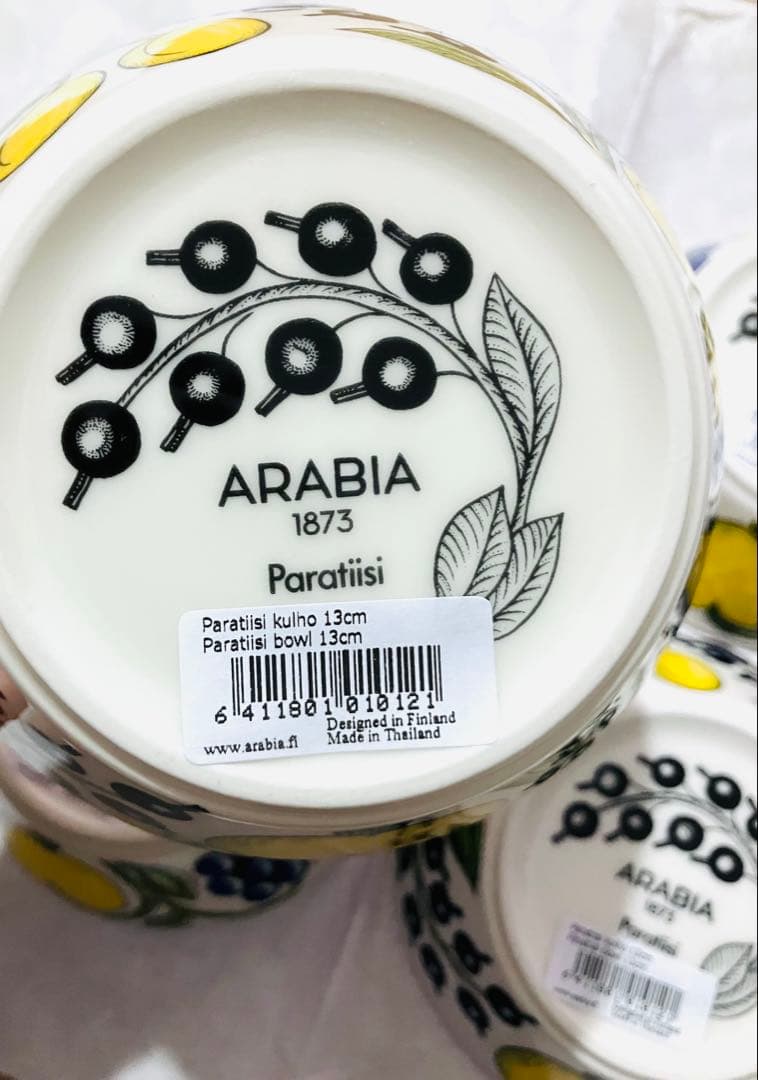 ARABIA
1873
Paratiisi
Paratiisi kulho 13cm
Paratiisi bowl 13cm
6 411801 010121
Designed in Finland
www.arabia.fi Made in Thailand
ARABIA
1873
Paratiisi